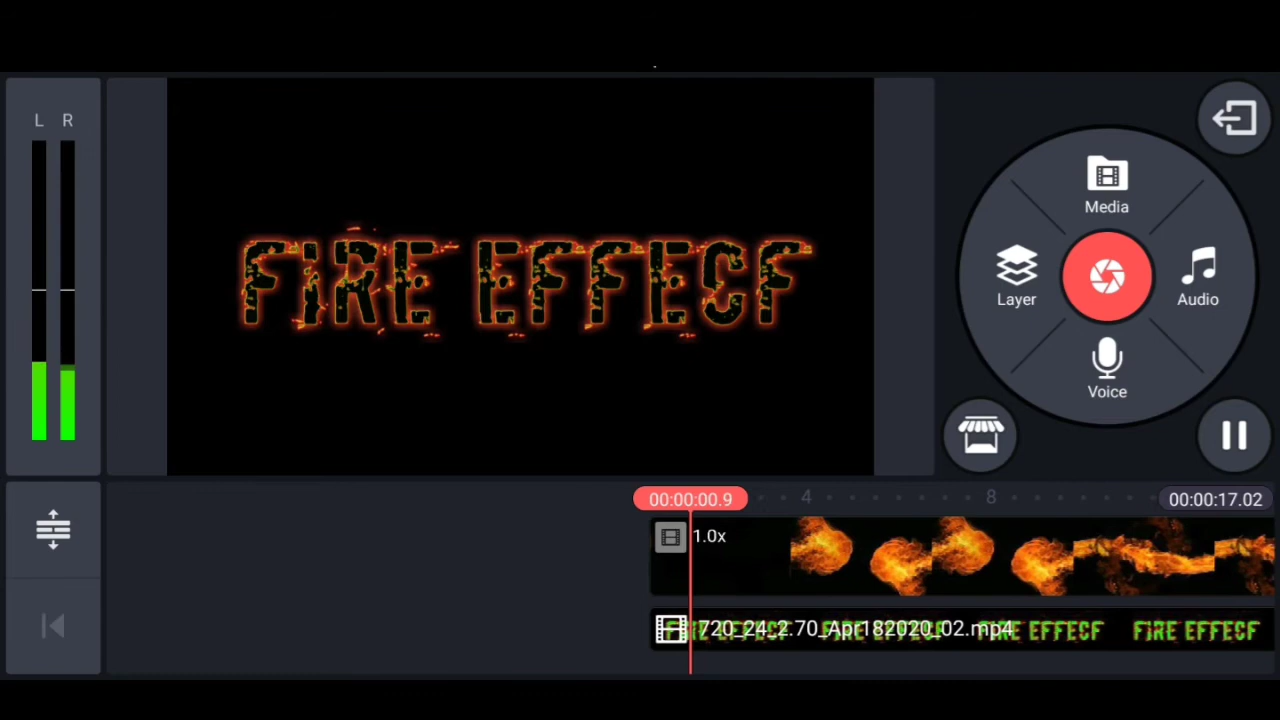 L R
FIRE EFFECF
Media
Layer
Audio
Voice
00:00:00.9
4
8
00:00:17.02
1.0x
720_24_2.70_Apr182020_02.mp4
FIRE EFFECF
FIRE EFFECF